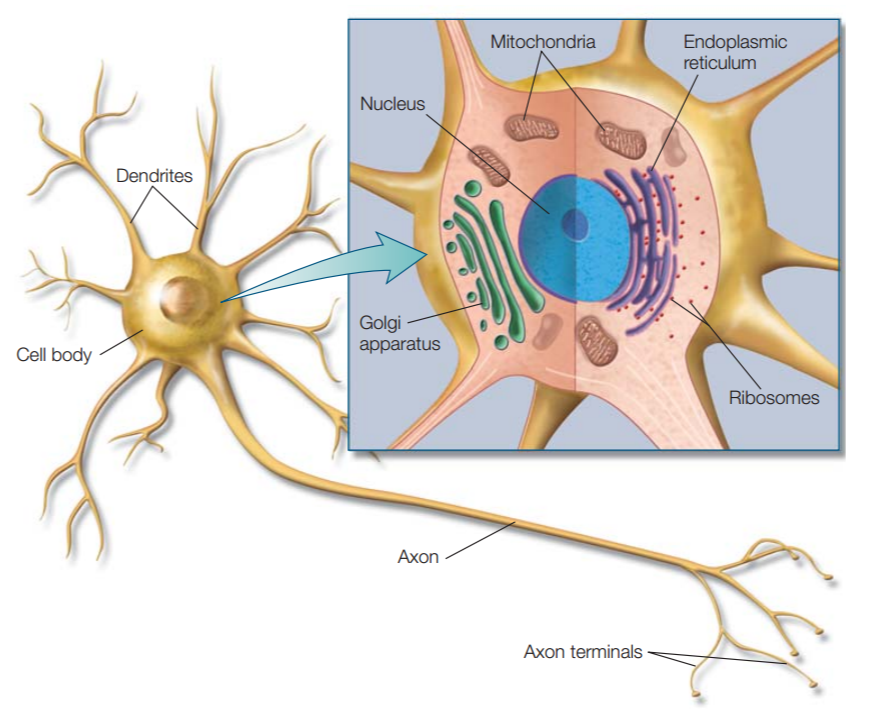 Mitochondria
Endoplasmic
reticulum
Nucleus
Dendrites
Golgi
apparatus
Cell body
Ribosomes
Axon
Axon terminals